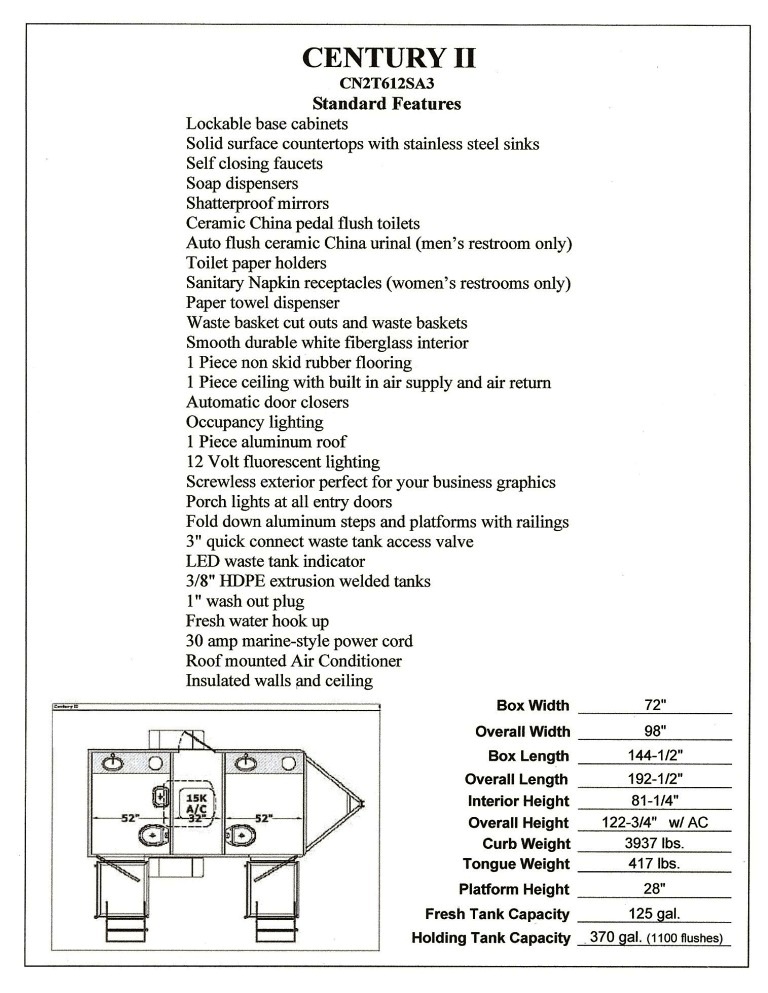 CENTURY II
CN2T612SA3
Standard Features
Lockable base cabinets
Solid surface countertops with stainless steel sinks
Self closing faucets
Soap dispensers
Shatterproof mirrors
Ceramic China pedal flush toilets
Auto flush ceramic China urinal (men's restroom only)
Toilet paper holders
Sanitary Napkin receptacles (women's restrooms only)
Paper towel dispenser
Waste basket cut outs and waste baskets
Smooth durable white fiberglass interior
1 Piece non skid rubber flooring
1 Piece ceiling with built in air supply and air return
Automatic door closers
Occupancy lighting
1 Piece aluminum roof
12 Volt fluorescent lighting
Screwless exterior perfect for your business graphics
Porch lights at all entry doors
Fold down aluminum steps and platforms with railings
3" quick connect waste tank access valve
LED waste tank indicator
3/8" HDPE extrusion welded tanks
1" wash out plug
Fresh water hook up
30 amp marine-style power cord
Roof mounted Air Conditioner
Insulated walls and ceiling
Century II
15K
A/C
52" 32" 52"
Box Width 72"
Overall Width 98"
Box Length 144-1/2"
Overall Length 192-1/2"
Interior Height 81-1/4"
Overall Height 122-3/4" w/ AC
Curb Weight 3937 lbs.
Tongue Weight 417 lbs.
Platform Height 28"
Fresh Tank Capacity 125 gal.
Holding Tank Capacity 370 gal. (1100 flushes)